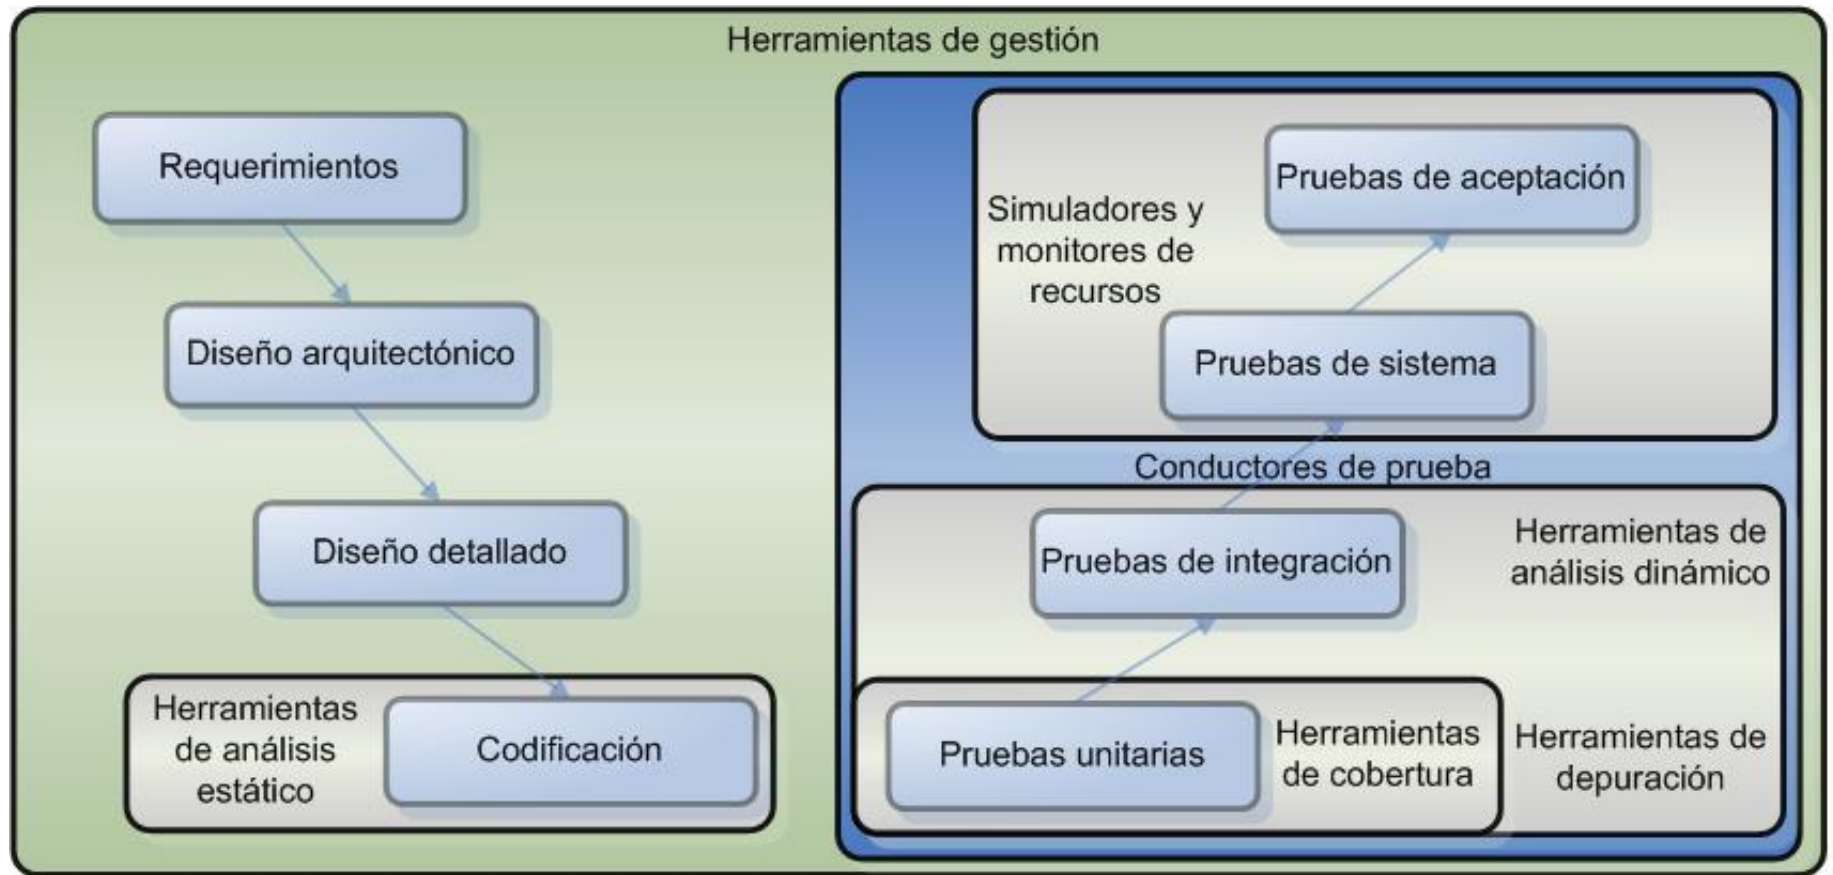 Herramientas de gestión
Requerimientos
Diseño arquitectónico
Diseño detallado
Herramientas
de análisis
estático
Codificación
Pruebas de aceptación
Simuladores y
monitores de
recursos
Pruebas de sistema
Conductores de prueba
Pruebas de integración
Herramientas de
análisis dinámico
Pruebas unitarias
Herramientas
de cobertura
Herramientas de
depuración